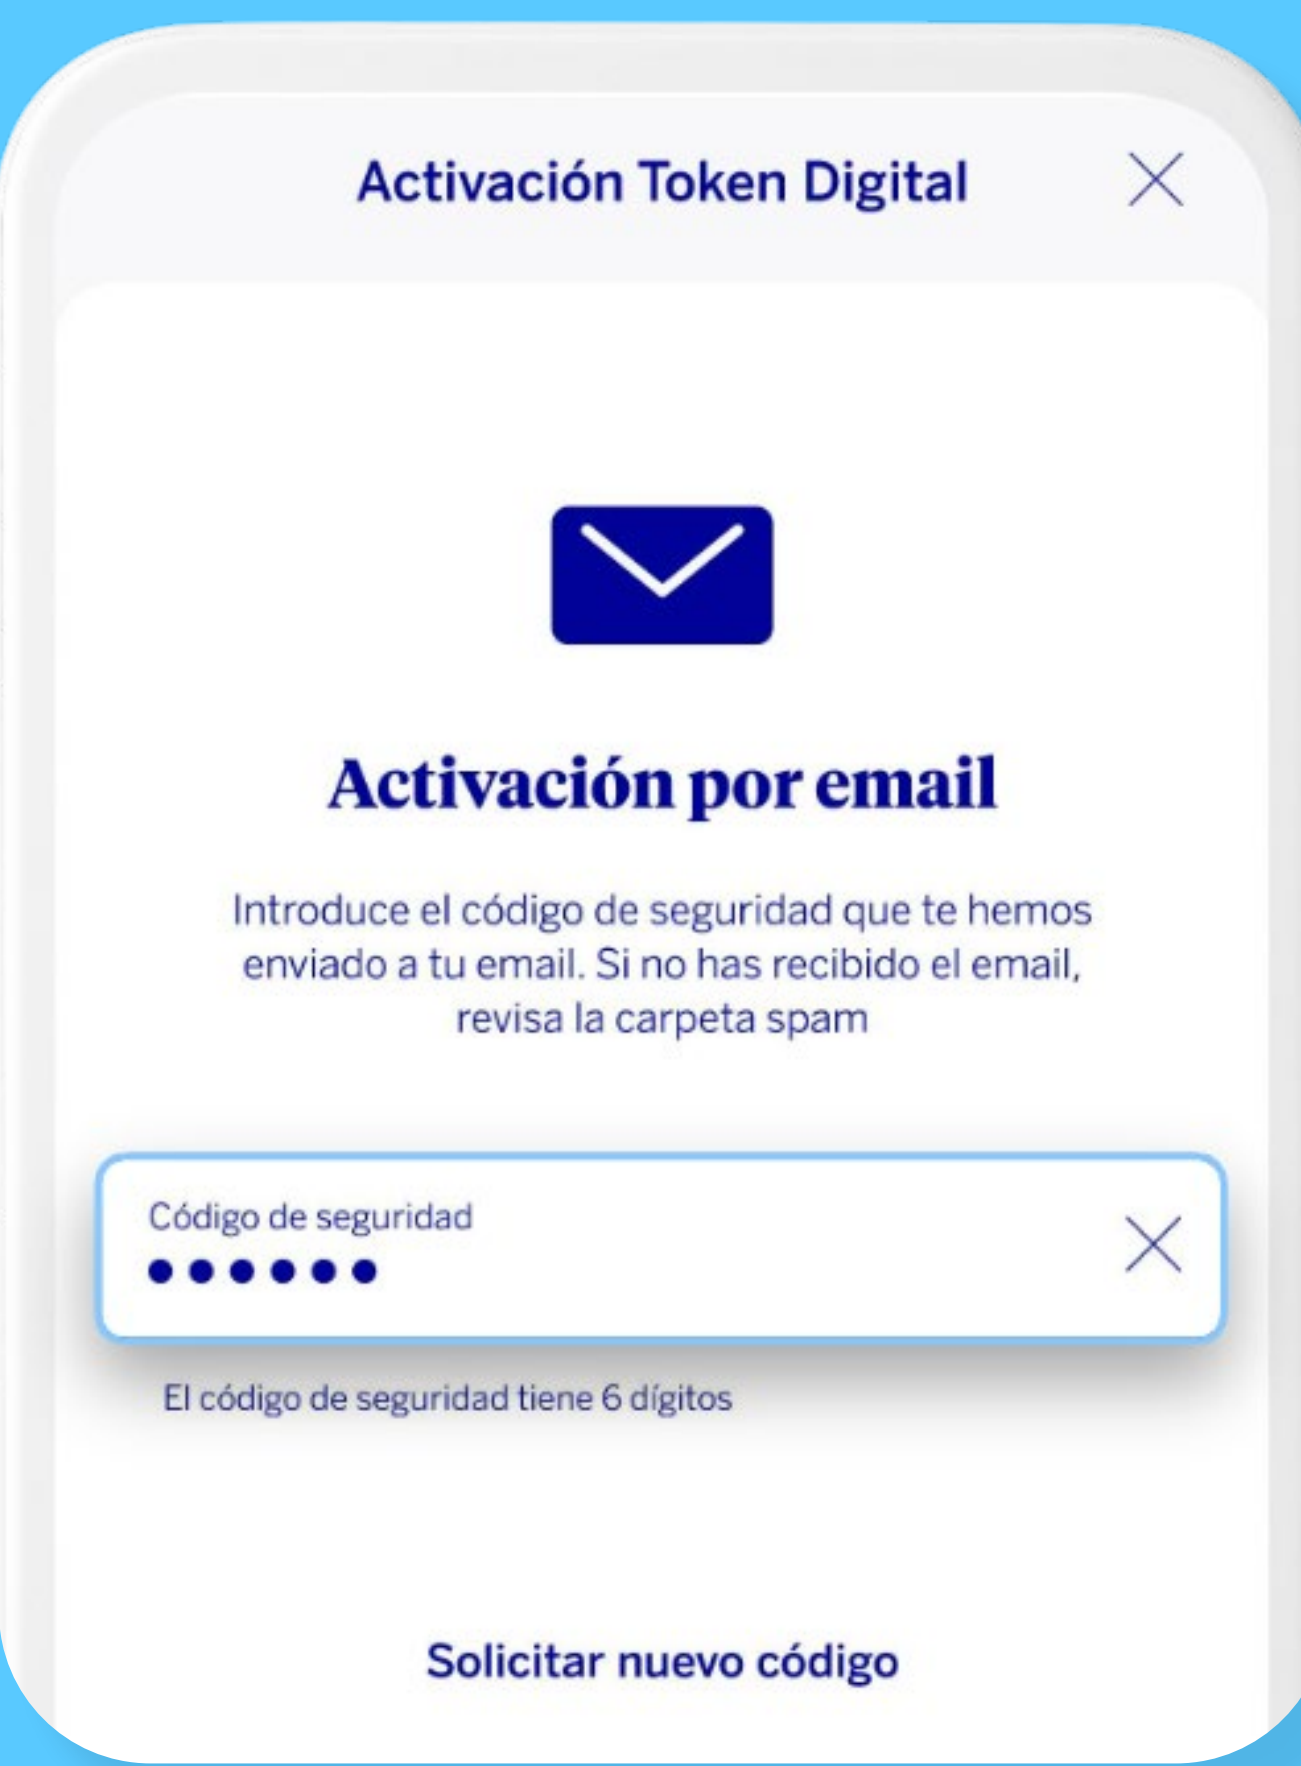 Activación Token Digital
Activación por email
Introduce el código de seguridad que te hemos
enviado a tu email. Si no has recibido el email,
revisa la carpeta spam
Código de seguridad
••••••
El código de seguridad tiene 6 dígitos
Solicitar nuevo código